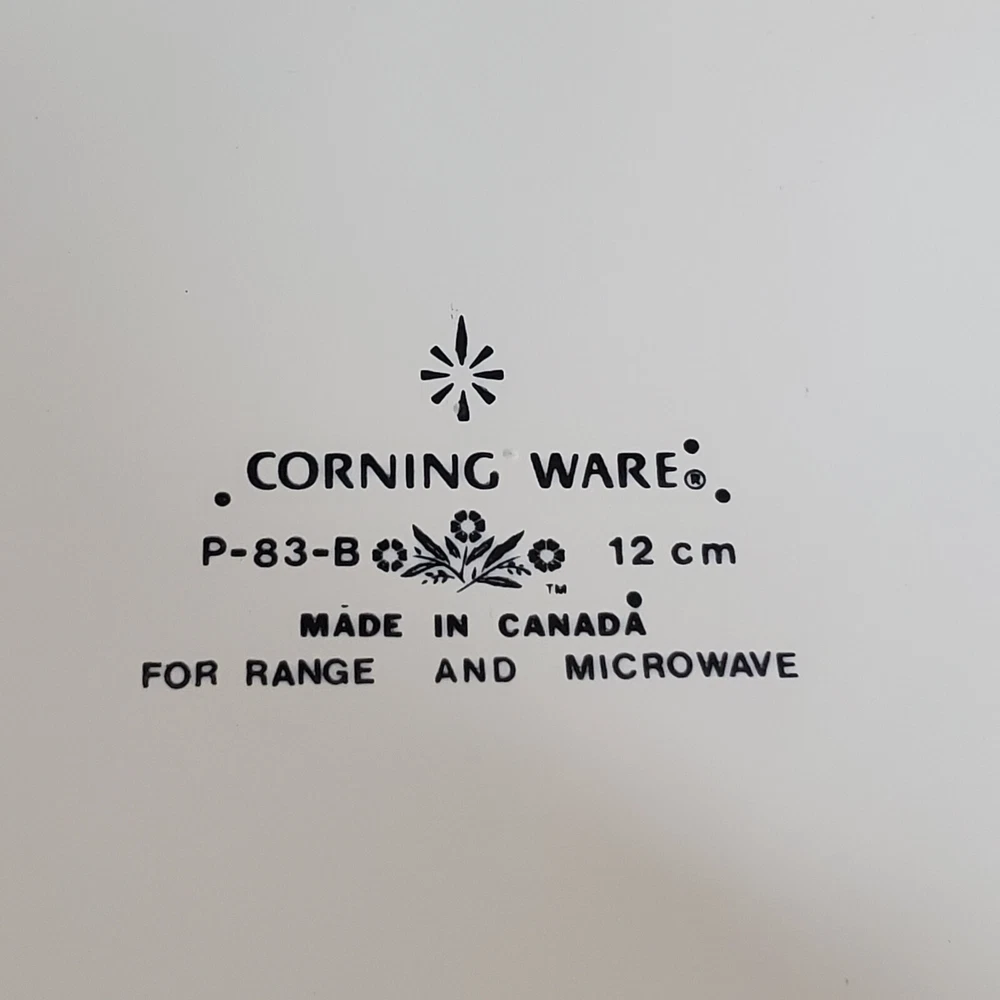 CORNING WARE®
P-83-B 12 cm
TM
MADE IN CANADA
FOR RANGE AND MICROWAVE